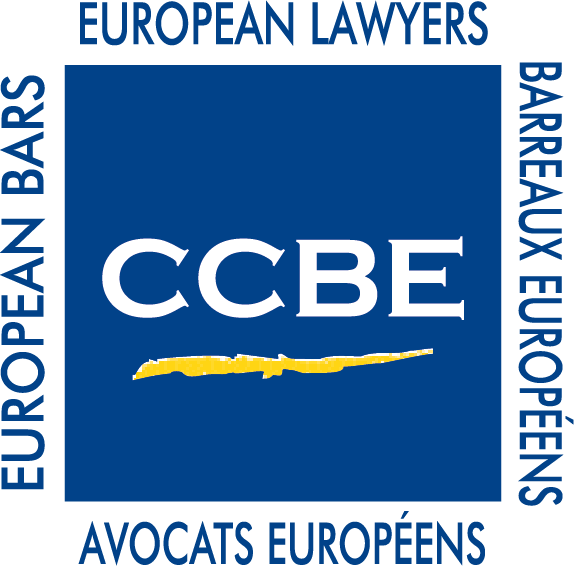 EUROPEAN LAWYERS
EUROPEAN BARS
CCBE
BARREAUX EUROPÉENS
AVOCATS EUROPÉENS